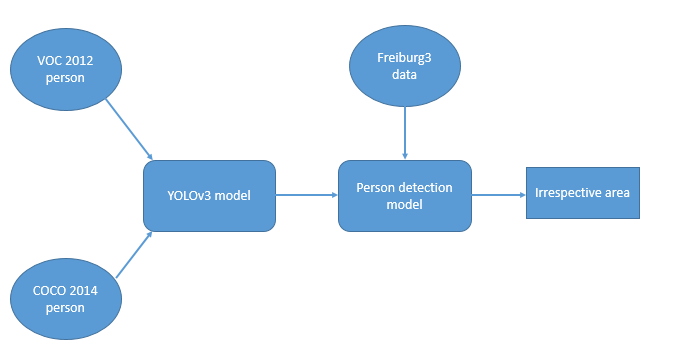 VOC 2012
person
Freiburg3
data
YOLOv3 model
Person detection
model
Irrespective area
COCO 2014
person